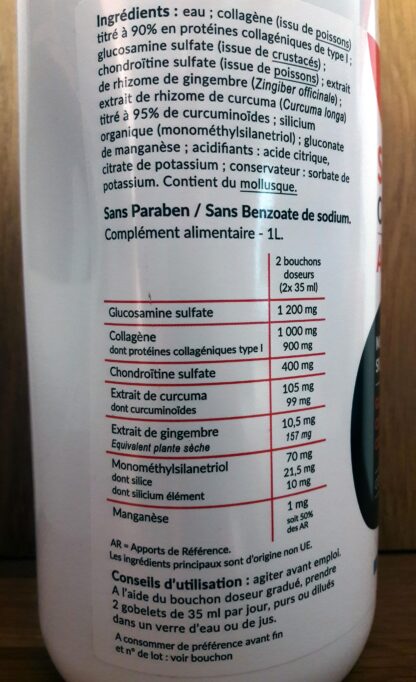 Ingrédients : eau ; collagène (issu de poissons)
titré à 90% en protéines collagéniques de type I ;
glucosamine sulfate (issue de crustacés) ;
chondroïtine sulfate (issue de poissons) ; extrait
de rhizome de gingembre (Zingiber officinale) ;
extrait de rhizome de curcuma (Curcuma longa)
titré à 95% de curcuminoïdes ; silicium
organique (monométhylsilanetriol) ; gluconate
de manganèse ; acidifiants : acide citrique,
citrate de potassium ; conservateur : sorbate de
potassium. Contient du mollusque.
Sans Paraben / Sans Benzoate de sodium.
Complément alimentaire - 1L.
2 bouchons
doseurs
(2x 35 ml)
Glucosamine sulfate 1 200 mg
Collagène 1 000 mg
dont protéines collagéniques type I 900 mg
Chondroïtine sulfate 400 mg
Extrait de curcuma 105 mg
dont curcuminoïdes 99 mg
Extrait de gingembre 10,5 mg
Equivalent plante sèche 157 mg
Monométhylsilanetriol 70 mg
dont silice 21,5 mg
dont silicium élément 10 mg
Manganèse 1 mg
soit 50%
des AR
AR = Apports de Référence.
Les ingrédients principaux sont d'origine non UE.
Conseils d'utilisation : agiter avant emploi.
A l'aide du bouchon doseur gradué, prendre
2 gobelets de 35 ml par jour, purs ou dilués
dans un verre d'eau ou de jus.
A consommer de préférence avant fin
et n° de lot : voir bouchon